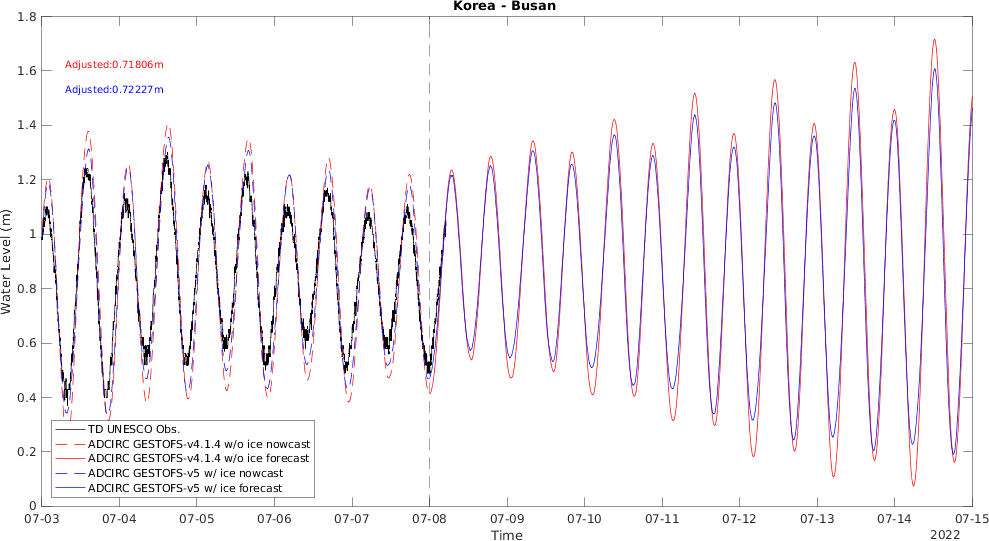 Korea - Busan
1.8
1.6
1.4
1.2
1
0.8
0.6
0.4
0.2
0
Water Level (m)
Adjusted:0.71806m
Adjusted:0.72227m
TD UNESCO Obs.
ADCIRC GESTOFS-v4.1.4 w/o ice nowcast
ADCIRC GESTOFS-v4.1.4 w/o ice forecast
ADCIRC GESTOFS-v5 w/ ice nowcast
ADCIRC GESTOFS-v5 w/ ice forecast
07-03 07-04 07-05 07-06 07-07 07-08 07-09 07-10 07-11 07-12 07-13 07-14 07-15
Time
2022